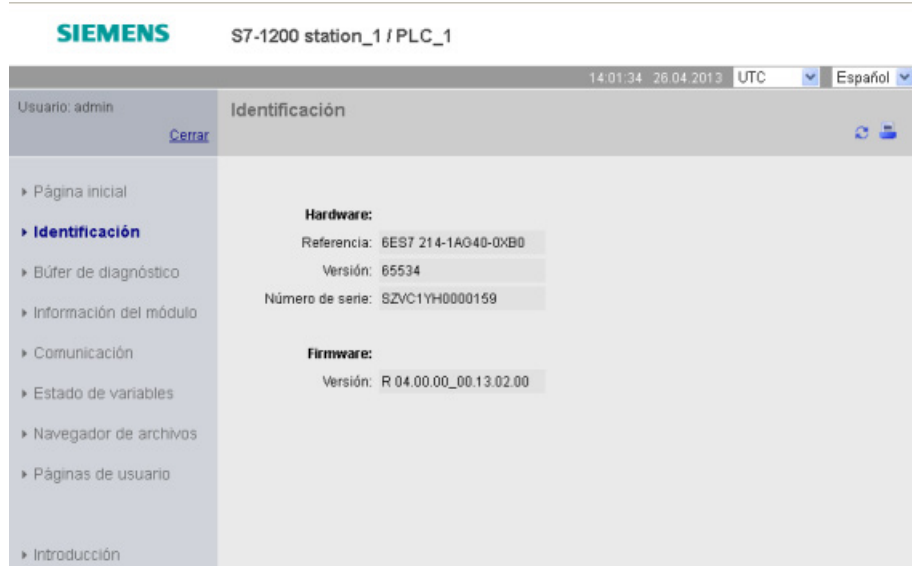 SIEMENS
S7-1200 station_1 / PLC_1
14:01:34 26.04.2013 UTC Español
Usuario: admin
Cerrar
Identificación
Página inicial
Identificación
Búfer de diagnóstico
Información del módulo
Comunicación
Estado de variables
Navegador de archivos
Páginas de usuario
Introducción
Hardware:
Referencia: 6ES7 214-1AG40-0XB0
Versión: 65534
Número de serie: SZVC1YH0000159
Firmware:
Versión: R 04.00.00_00.13.02.00